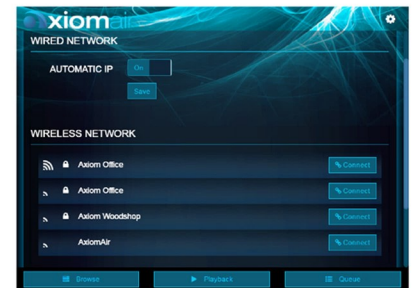 axiomair
WIRED NETWORK
AUTOMATIC IP On
Save
WIRELESS NETWORK
Axiom Office Connect
Axiom Office Connect
Axiom Woodshop Connect
AxiomAir Connect
Browse Playback Queue